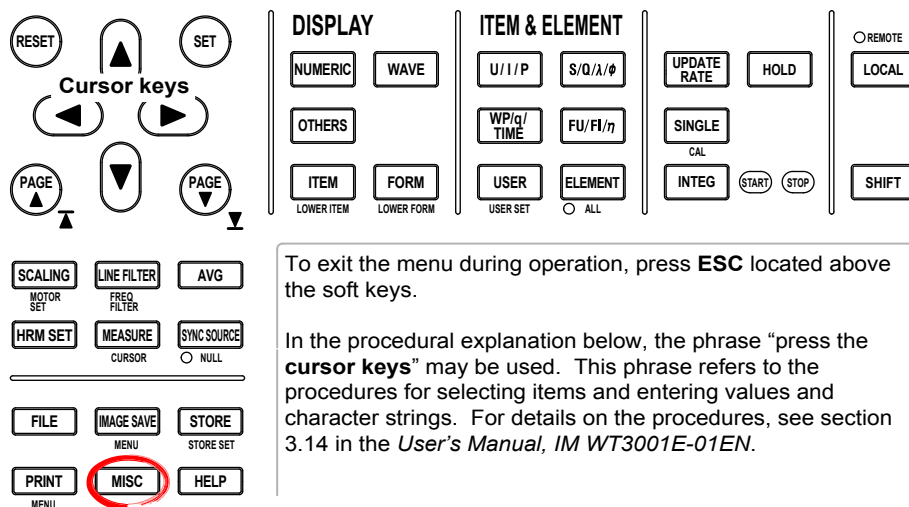 RESET
SET
Cursor keys
PAGE
PAGE
DISPLAY
NUMERIC
WAVE
OTHERS
ITEM
FORM
LOWER ITEM
LOWER FORM
ITEM & ELEMENT
U / I / P
S/Q/λ/ϕ
WP/q/
TIME
FU/FI/η
USER
ELEMENT
USER SET
ALL
UPDATE
RATE
HOLD
SINGLE
CAL
INTEG
START
STOP
REMOTE
LOCAL
SHIFT
SCALING
LINE FILTER
AVG
MOTOR
SET
FREQ
FILTER
HRM SET
MEASURE
SYNC SOURCE
CURSOR
NULL
FILE
IMAGE SAVE
STORE
MENU
STORE SET
PRINT
MISC
HELP
MENU
To exit the menu during operation, press ESC located above
the soft keys.
In the procedural explanation below, the phrase “press the
cursor keys” may be used. This phrase refers to the
procedures for selecting items and entering values and
character strings. For details on the procedures, see section
3.14 in the User’s Manual, IM WT3001E-01EN.